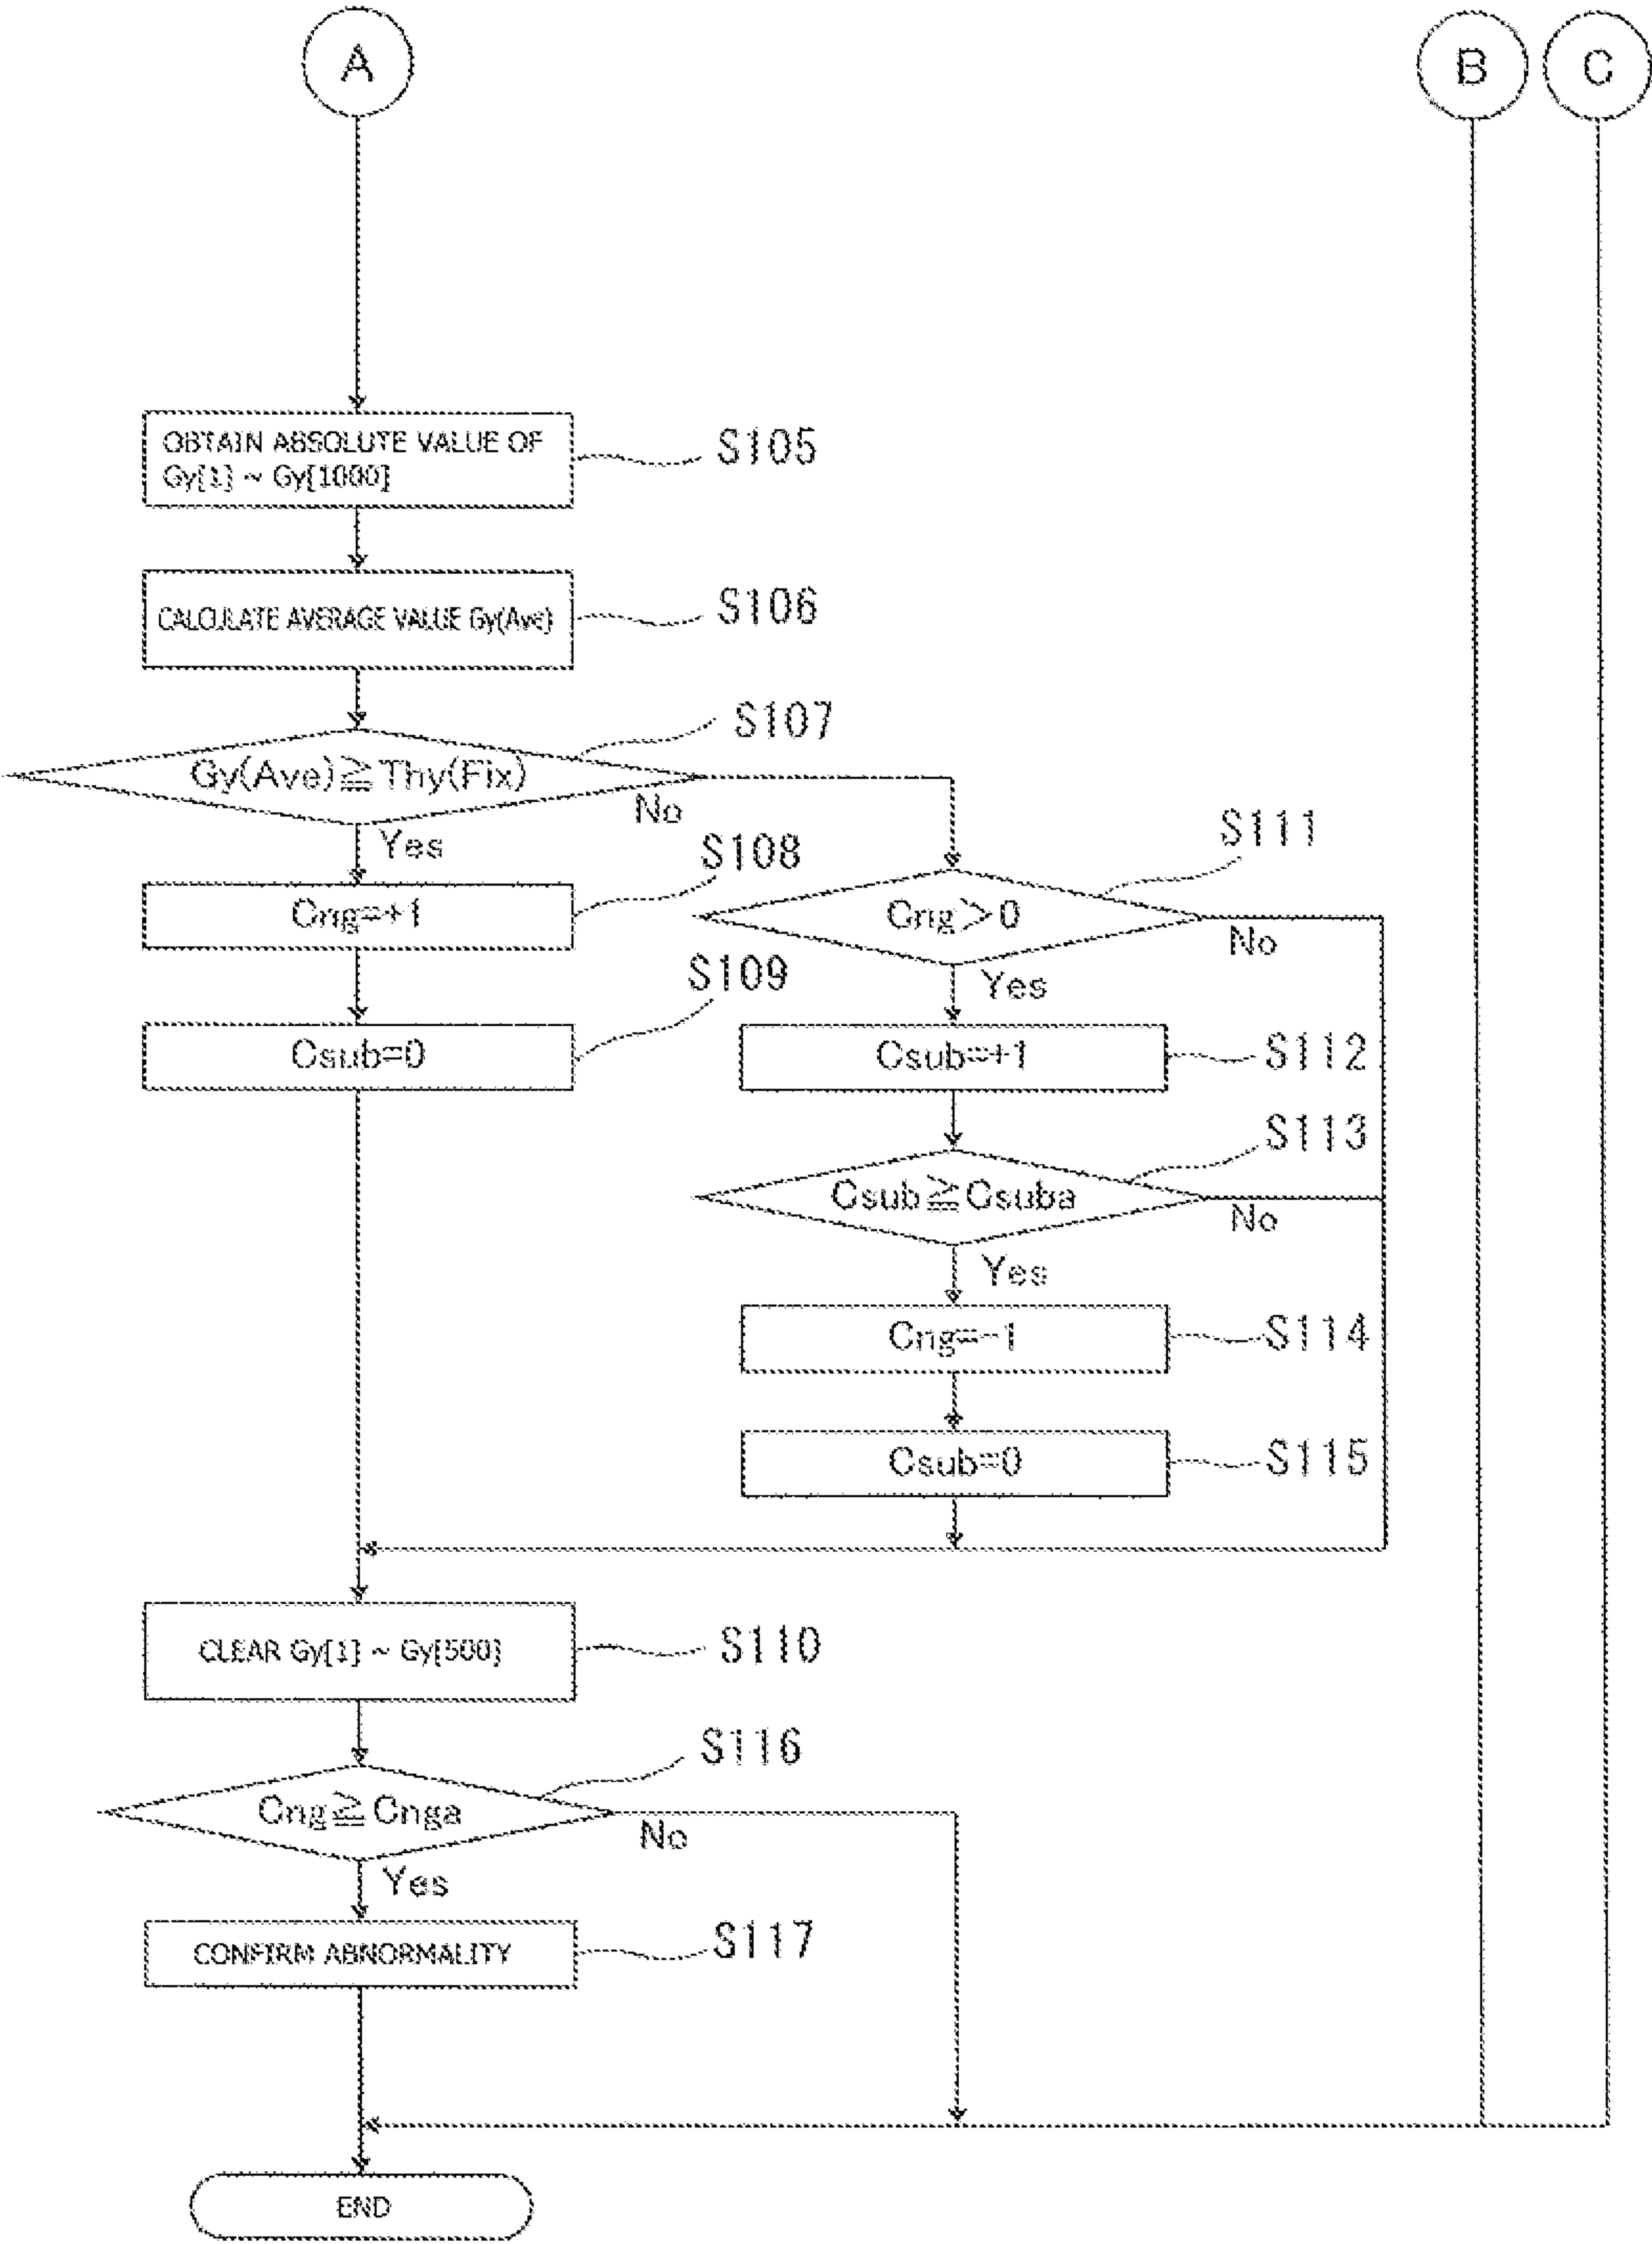 A
B
C
OBTAIN ABSOLUTE VALUE OF
Gy[1] ~ Gy[1000]
S105
CALCULATE AVERAGE VALUE Gy(Ave)
S106
S107
Gy(Ave)≧Thy(Fix)
No
Yes
S108
Cng=+1
S111
Cng>0
No
Yes
S109
Csub=0
Csub=+1
S112
S113
Csub≧Csuba
No
Yes
Cng=-1
S114
Csub=0
S115
CLEAR Gy[1] ~ Gy[500]
S110
S116
Cng≧Cnga
No
Yes
CONFIRM ABNORMALITY
S117
END